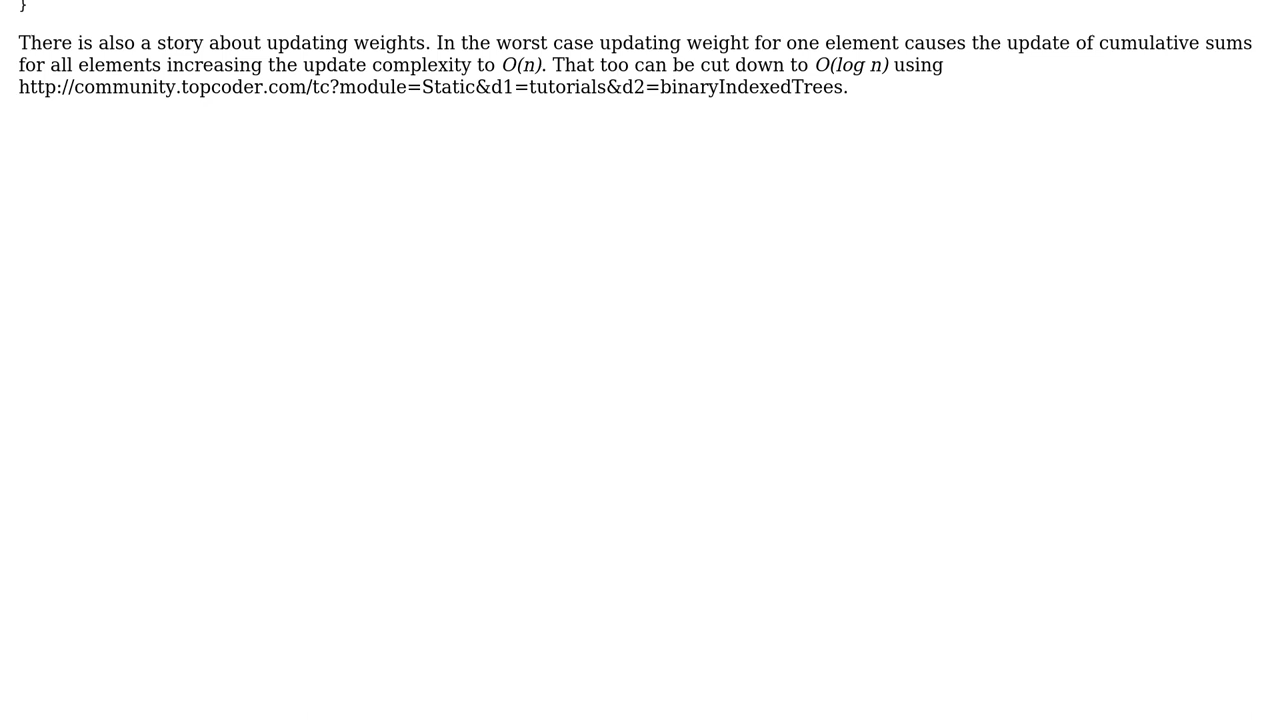 }
There is also a story about updating weights. In the worst case updating weight for one element causes the update of cumulative sums
for all elements increasing the update complexity to O(n). That too can be cut down to O(log n) using
http://community.topcoder.com/tc?module=Static&d1=tutorials&d2=binaryIndexedTrees.